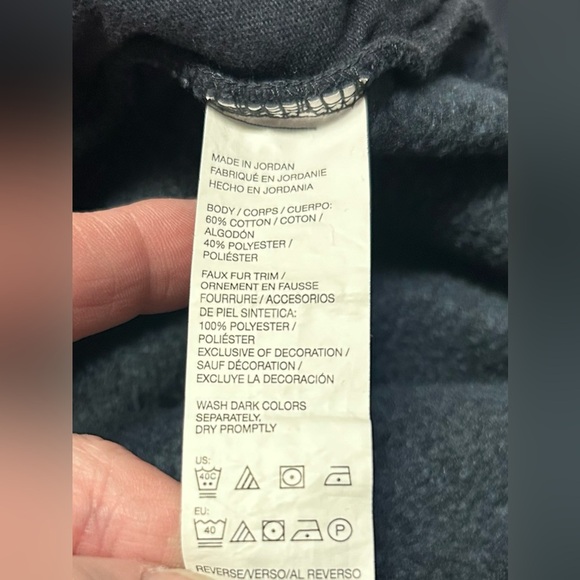 MADE IN JORDAN
FABRIQUÉ EN JORDANIE
HECHO EN JORDANIA
BODY / CORPS / CUERPO:
60% COTTON / COTON /
ALGODÓN
40% POLYESTER /
POLIÉSTER
FAUX FUR TRIM /
ORNEMENT EN FAUSSE
FOURRURE / ACCESORIOS
DE PIEL SINTETICA:
100% POLYESTER /
POLIÉSTER
EXCLUSIVE OF DECORATION /
SAUF DÉCORATION /
EXCLUYE LA DECORACIÓN
WASH DARK COLORS
SEPARATELY,
DRY PROMPTLY
US:
40C
EU:
40 P
REVERSE/VERSO/AL REVERSO